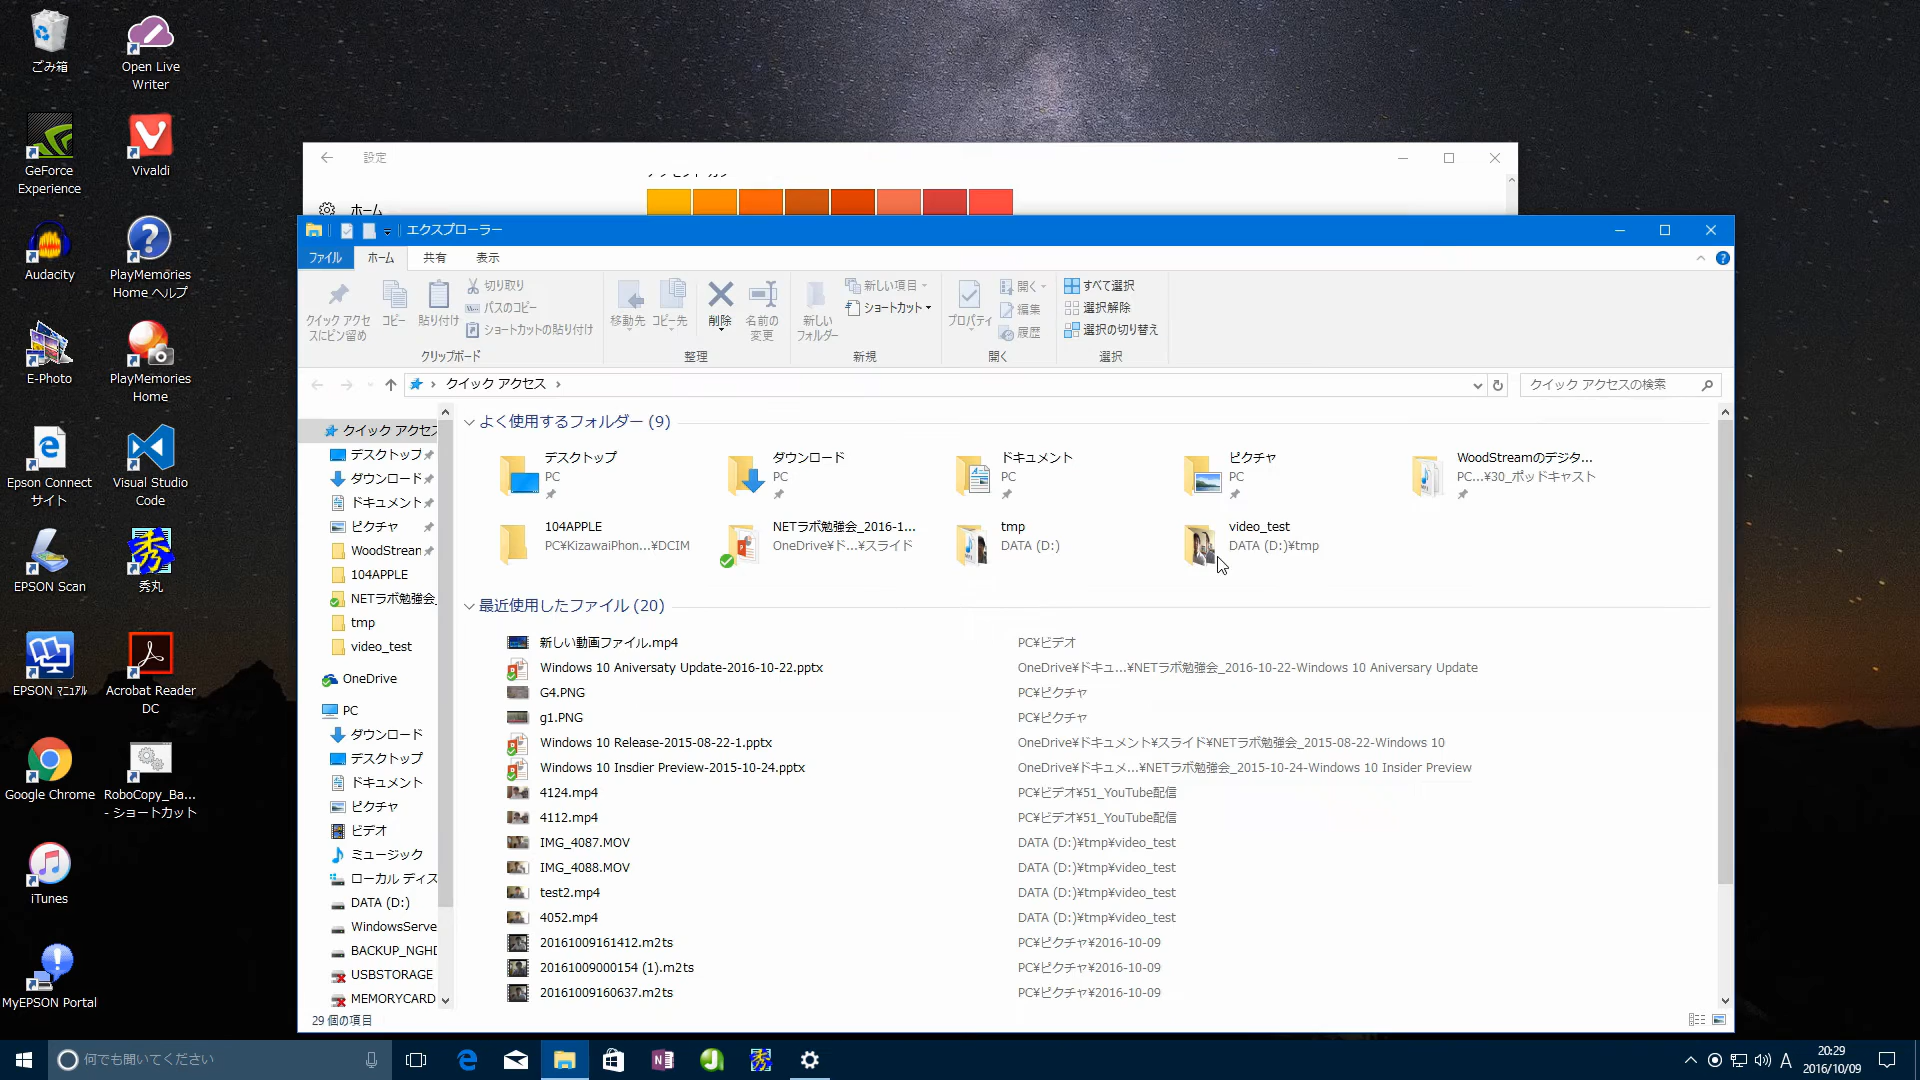 ごみ箱
Open Live
Writer
GeForce
Experience
Vivaldi
Audacity
PlayMemories
Home ヘルプ
E-Photo
PlayMemories
Home
Epson Connect
サイト
Visual Studio
Code
EPSON Scan
秀丸
EPSON マニュアル
Acrobat Reader
DC
Google Chrome
RoboCopy_Ba...
- ショートカット
iTunes
MyEPSON Portal
設定
ホーム
エクスプローラー
ファイル ホーム 共有 表示
クイック アクセ
スにピン留め
コピー
貼り付け
切り取り
パスのコピー
ショートカットの貼り付け
クリップボード
移動先
コピー先
削除
名前の
変更
整理
新しい
フォルダー
新しい項目
ショートカット
新規
プロパティ
開く
編集
履歴
開く
すべて選択
選択解除
選択の切り替え
選択
クイック アクセス
クイック アクセスの検索
クイック アクセス
デスクトップ
ダウンロード
ドキュメント
ピクチャ
WoodStream
104APPLE
NETラボ勉強会_
tmp
video_test
OneDrive
PC
ダウンロード
デスクトップ
ドキュメント
ピクチャ
ビデオ
ミュージック
ローカル ディス
DATA (D:)
WindowsServe
BACKUP_NGHD
USBSTORAGE
MEMORYCARD
よく使用するフォルダー (9)
デスクトップ
PC
ダウンロード
PC
ドキュメント
PC
ピクチャ
PC
WoodStreamのデジタ...
PC...¥30_ポッドキャスト
104APPLE
PC¥KizawaiPhon...¥DCIM
NETラボ勉強会_2016-1...
OneDrive¥ド...¥スライド
tmp
DATA (D:)
video_test
DATA (D:)¥tmp
最近使用したファイル (20)
新しい動画ファイル.mp4 PC¥ビデオ
Windows 10 Aniversaty Update-2016-10-22.pptx OneDrive¥ドキュ...¥NETラボ勉強会_2016-10-22-Windows 10 Aniversary Update
G4.PNG PC¥ピクチャ
g1.PNG PC¥ピクチャ
Windows 10 Release-2015-08-22-1.pptx OneDrive¥ドキュメント¥スライド¥NETラボ勉強会_2015-08-22-Windows 10
Windows 10 Insdier Preview-2015-10-24.pptx OneDrive¥ドキュメ...¥NETラボ勉強会_2015-10-24-Windows 10 Insider Preview
4124.mp4 PC¥ビデオ¥51_YouTube配信
4112.mp4 PC¥ビデオ¥51_YouTube配信
IMG_4087.MOV DATA (D:)¥tmp¥video_test
IMG_4088.MOV DATA (D:)¥tmp¥video_test
test2.mp4 DATA (D:)¥tmp¥video_test
4052.mp4 DATA (D:)¥tmp¥video_test
20161009161412.m2ts PC¥ピクチャ¥2016-10-09
20161009000154 (1).m2ts PC¥ピクチャ¥2016-10-09
20161009160637.m2ts PC¥ピクチャ¥2016-10-09
29 個の項目
何でも聞いてください
A
20:29
2016/10/09